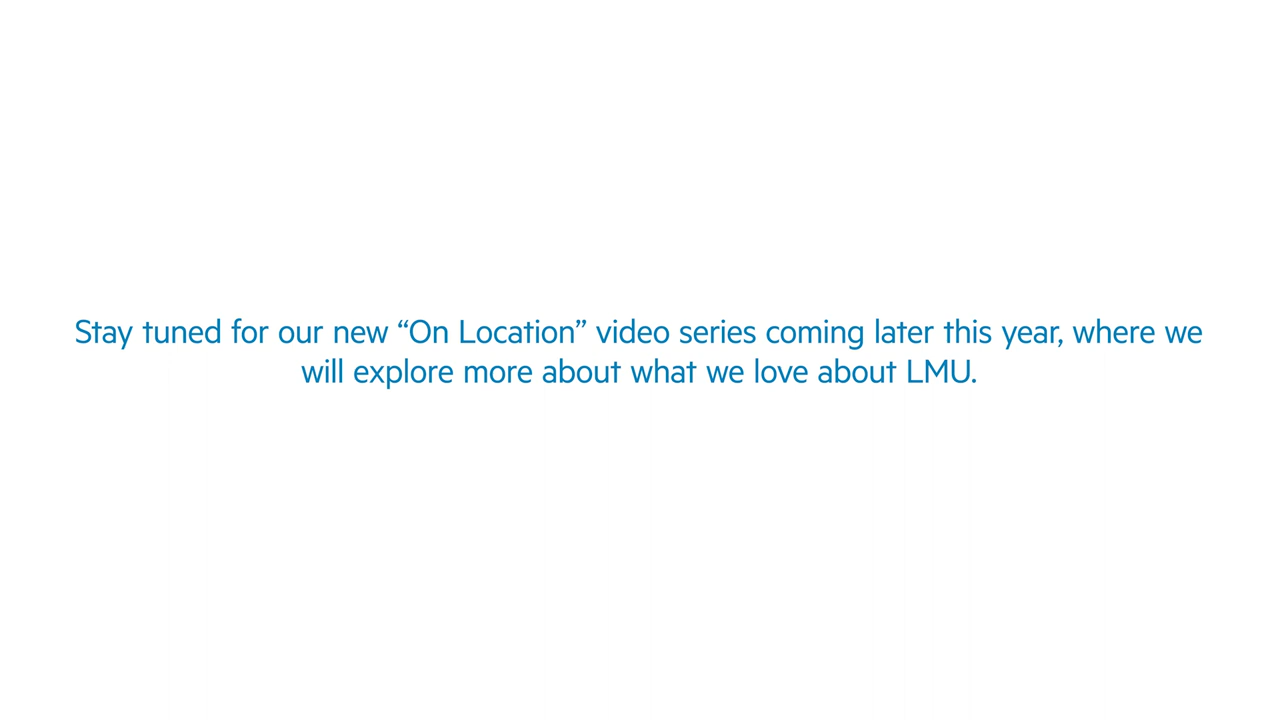 Stay tuned for our new “On Location” video series coming later this year, where we
will explore more about what we love about LMU.